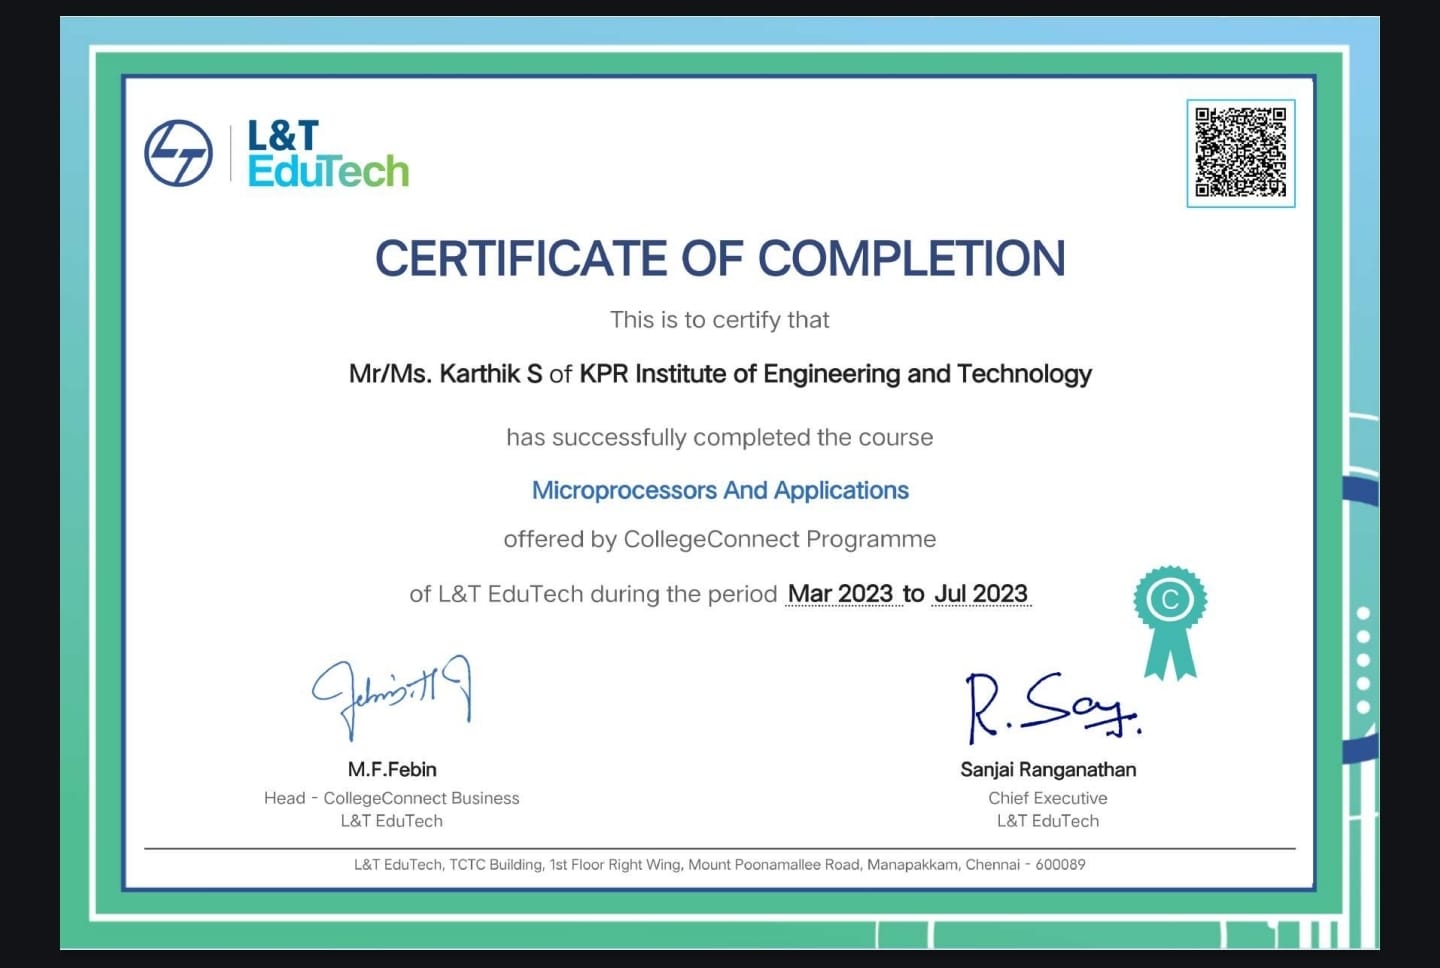 L&T
EduTech
CERTIFICATE OF COMPLETION
This is to certify that
Mr/Ms. Karthik S of KPR Institute of Engineering and Technology
has successfully completed the course
Microprocessors And Applications
offered by CollegeConnect Programme
of L&T EduTech during the period Mar 2023 to Jul 2023
C
R. Say.
M.F.Febin
Head - CollegeConnect Business
L&T EduTech
Sanjai Ranganathan
Chief Executive
L&T EduTech
L&T EduTech, TCTC Building, 1st Floor Right Wing, Mount Poonamallee Road, Manapakkam, Chennai - 600089